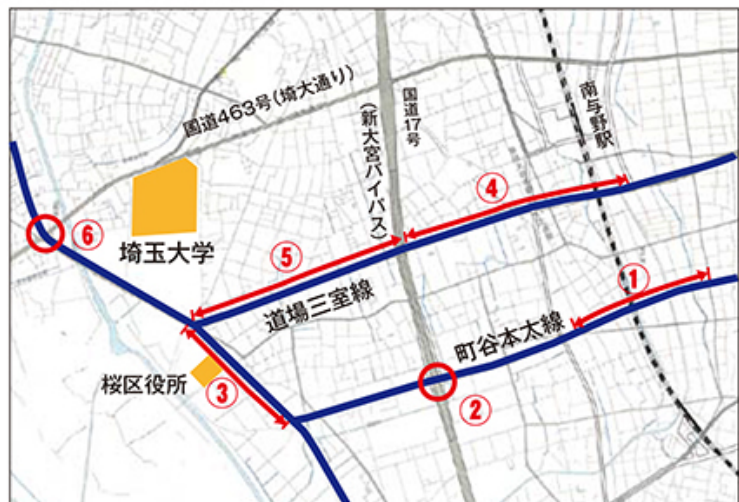 国道463号(埼大通り)
国道17号
(新大宮バイパス)
南与野駅
④
⑥
埼玉大学
⑤
①
道場三室線
町谷本太線
桜区役所
③
②